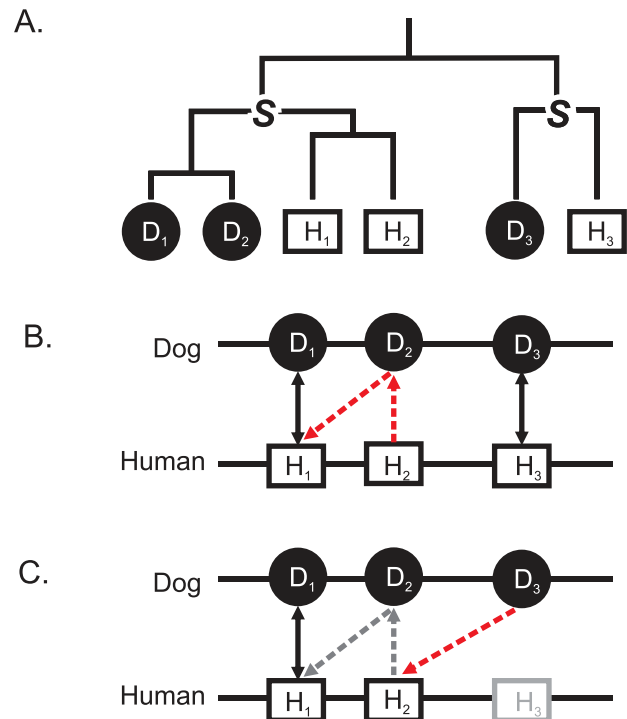 A.
S S
D₁ D₂ H₁ H₂ D₃ H₃
B.
Dog D₁ D₂ D₃
Human H₁ H₂ H₃
C.
Dog D₁ D₂ D₃
Human H₁ H₂ H₃